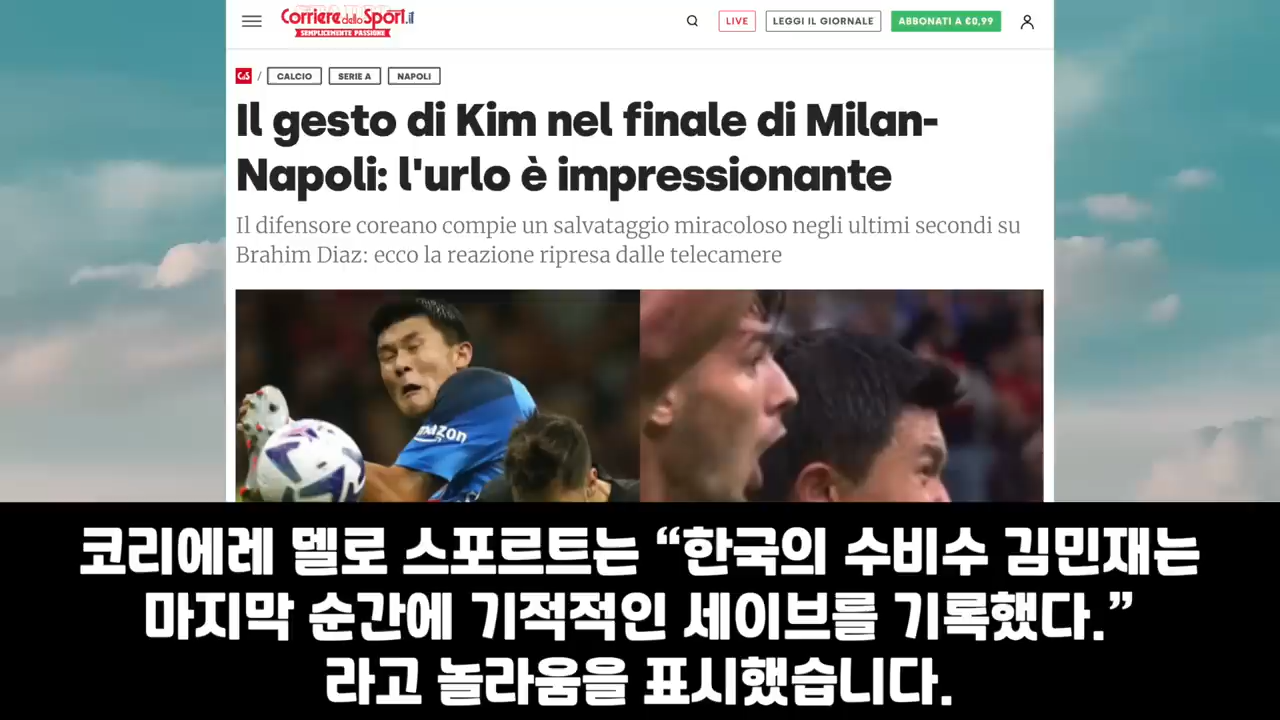 Corriere dello Sport.it
SEMPLICEMENTE PASSIONE
LIVE
LEGGI IL GIORNALE
ABBONATI A €0,99
CdS / CALCIO SERIE A NAPOLI
Il gesto di Kim nel finale di Milan-
Napoli: l'urlo è impressionante
Il difensore coreano compie un salvataggio miracoloso negli ultimi secondi su
Brahim Diaz: ecco la reazione ripresa dalle telecamere
amazon
코리에레 델로 스포르트는 “한국의 수비수 김민재는
마지막 순간에 기적적인 세이브를 기록했다.”
라고 놀라움을 표시했습니다.